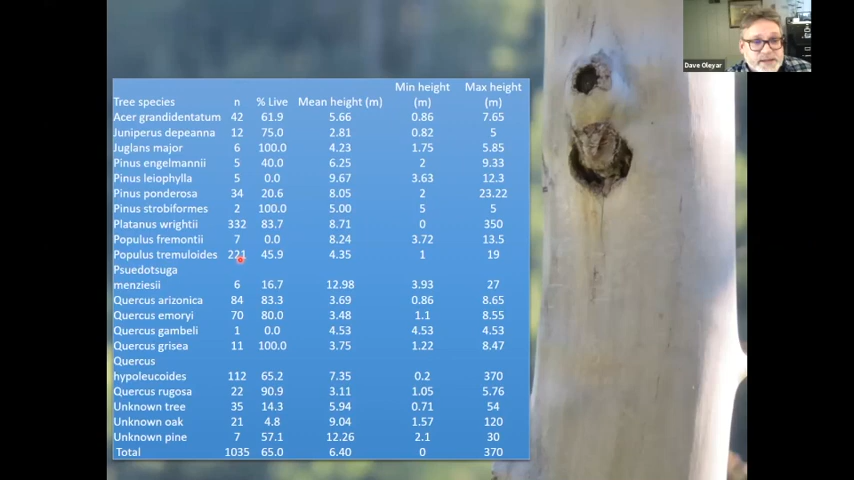 Dave Oleyar
Min height Max height
Tree species n % Live Mean height (m) (m) (m)
Acer grandidentatum 42 61.9 5.66 0.86 7.65
Juniperus depeanna 12 75.0 2.81 0.82 5
Juglans major 6 100.0 4.23 1.75 5.85
Pinus engelmannii 5 40.0 6.25 2 9.33
Pinus leiophylla 5 0.0 9.67 3.63 12.3
Pinus ponderosa 34 20.6 8.05 2 23.22
Pinus strobiformes 2 100.0 5.00 5 5
Platanus wrightii 332 83.7 8.71 0 350
Populus fremontii 7 0.0 8.24 3.72 13.5
Populus tremuloides 221 45.9 4.35 1 19
Psuedotsuga
menziesii 6 16.7 12.98 3.93 27
Quercus arizonica 84 83.3 3.69 0.86 8.65
Quercus emoryi 70 80.0 3.48 1.1 8.55
Quercus gambeli 1 0.0 4.53 4.53 4.53
Quercus grisea 11 100.0 3.75 1.22 8.47
Quercus
hypoleucoides 112 65.2 7.35 0.2 370
Quercus rugosa 22 90.9 3.11 1.05 5.76
Unknown tree 35 14.3 5.94 0.71 54
Unknown oak 21 4.8 9.04 1.57 120
Unknown pine 7 57.1 12.26 2.1 30
Total 1035 65.0 6.40 0 370